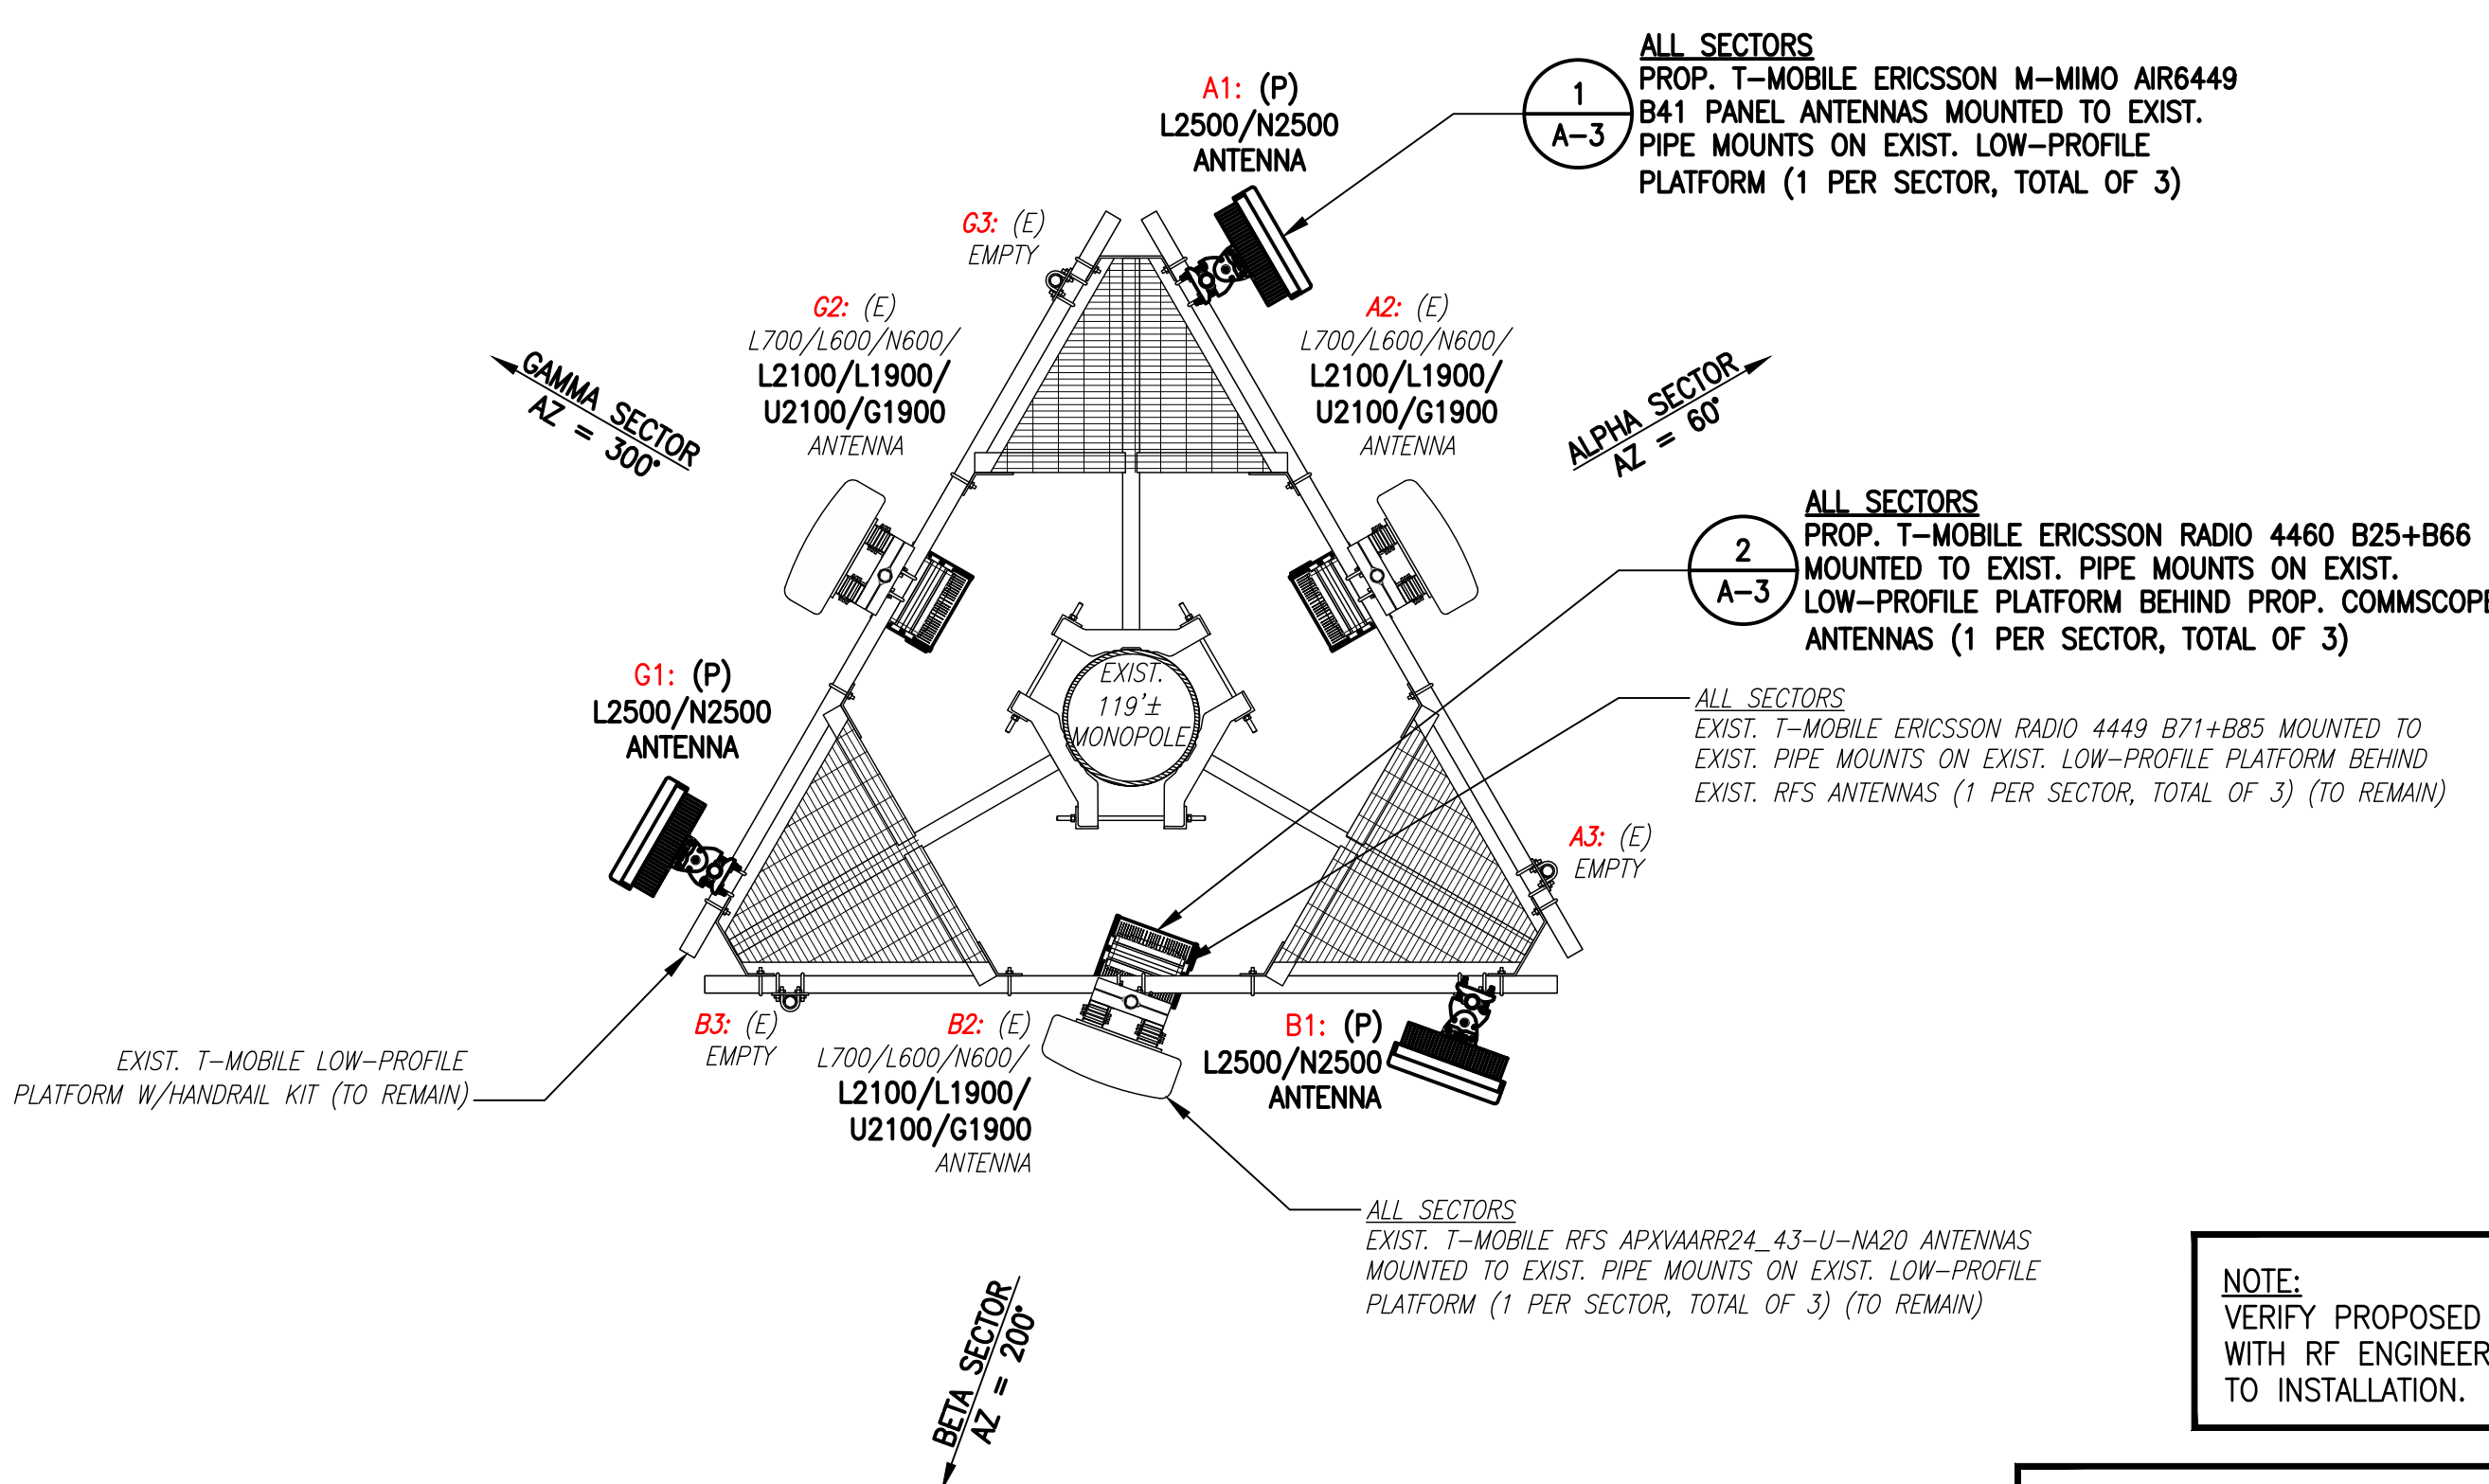 ALL SECTORS
PROP. T-MOBILE ERICSSON M-MIMO AIR6449
B41 PANEL ANTENNAS MOUNTED TO EXIST.
PIPE MOUNTS ON EXIST. LOW-PROFILE
PLATFORM (1 PER SECTOR, TOTAL OF 3)
1
A-3
A1: (P)
L2500/N2500
ANTENNA
G3: (E)
EMPTY
G2: (E)
L700/L600/N600/
L2100/L1900/
U2100/G1900
ANTENNA
A2: (E)
L700/L600/N600/
L2100/L1900/
U2100/G1900
ANTENNA
GAMMA SECTOR
AZ = 300°
ALPHA SECTOR
AZ = 60°
2
A-3
ALL SECTORS
PROP. T-MOBILE ERICSSON RADIO 4460 B25+B66
MOUNTED TO EXIST. PIPE MOUNTS ON EXIST.
LOW-PROFILE PLATFORM BEHIND PROP. COMMSCOPE
ANTENNAS (1 PER SECTOR, TOTAL OF 3)
G1: (P)
L2500/N2500
ANTENNA
EXIST.
119'±
MONOPOLE
ALL SECTORS
EXIST. T-MOBILE ERICSSON RADIO 4449 B71+B85 MOUNTED TO
EXIST. PIPE MOUNTS ON EXIST. LOW-PROFILE PLATFORM BEHIND
EXIST. RFS ANTENNAS (1 PER SECTOR, TOTAL OF 3) (TO REMAIN)
A3: (E)
EMPTY
B3: (E)
EMPTY
B2: (E)
L700/L600/N600/
L2100/L1900/
U2100/G1900
ANTENNA
B1: (P)
L2500/N2500
ANTENNA
EXIST. T-MOBILE LOW-PROFILE
PLATFORM W/HANDRAIL KIT (TO REMAIN)
ALL SECTORS
EXIST. T-MOBILE RFS APXVAARR24_43-U-NA20 ANTENNAS
MOUNTED TO EXIST. PIPE MOUNTS ON EXIST. LOW-PROFILE
PLATFORM (1 PER SECTOR, TOTAL OF 3) (TO REMAIN)
BETA SECTOR
AZ = 200°
NOTE:
VERIFY PROPOSED
WITH RF ENGINEER
TO INSTALLATION.